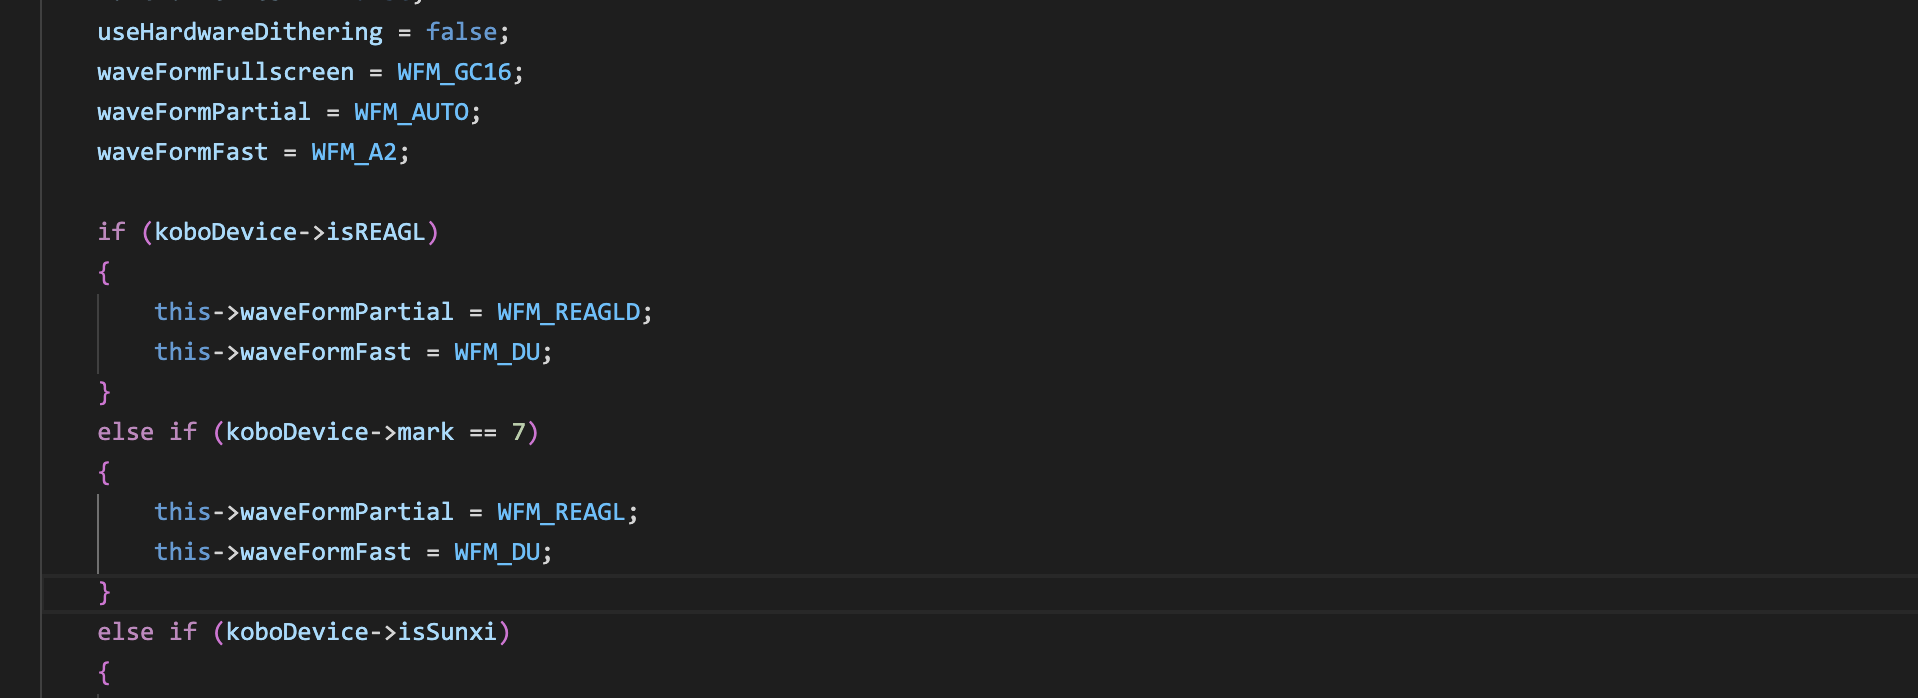 useHardwareDithering = false;
waveFormFullscreen = WFM_GC16;
waveFormPartial = WFM_AUTO;
waveFormFast = WFM_A2;
if (koboDevice->isREAGL)
{
this->waveFormPartial = WFM_REAGLD;
this->waveFormFast = WFM_DU;
}
else if (koboDevice->mark == 7)
{
this->waveFormPartial = WFM_REAGL;
this->waveFormFast = WFM_DU;
}
else if (koboDevice->isSunxi)
{